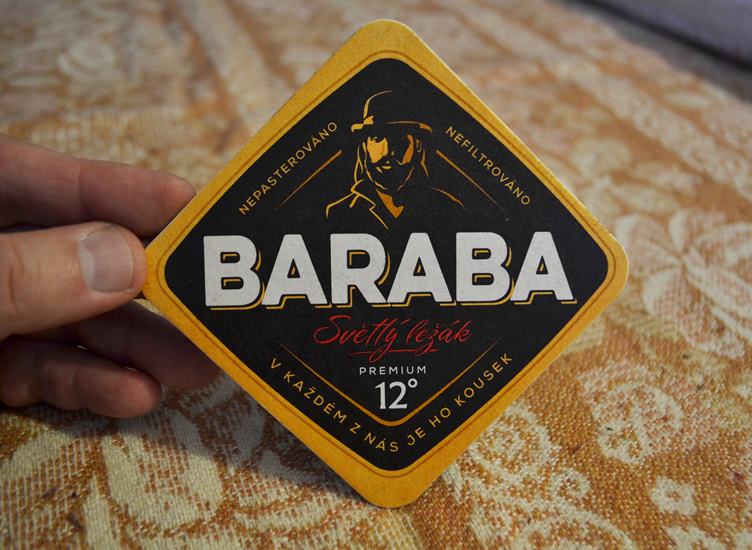 NEPASTEROVÁNO
NEFILTROVÁNO
BARABA
Světlý ležák
PREMIUM
12°
V KAŽDÉM Z NÁS JE HO KOUSEK